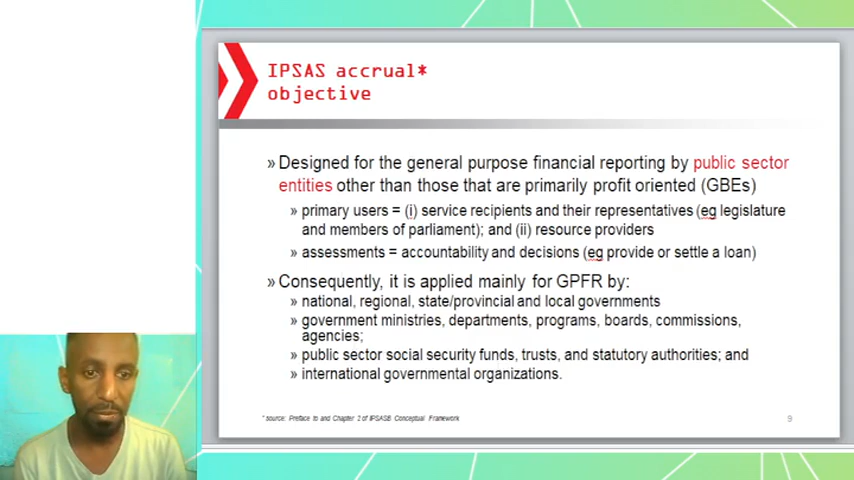 IPSAS accrual*
objective
» Designed for the general purpose financial reporting by public sector
entities other than those that are primarily profit oriented (GBEs)
» primary users = (i) service recipients and their representatives (eg legislature
and members of parliament); and (ii) resource providers
» assessments = accountability and decisions (eg provide or settle a loan)
» Consequently, it is applied mainly for GPFR by:
» national, regional, state/provincial and local governments
» government ministries, departments, programs, boards, commissions,
agencies;
» public sector social security funds, trusts, and statutory authorities; and
» international governmental organizations.
* source: Preface to and Chapter 2 of IPSASB Conceptual Framework
9